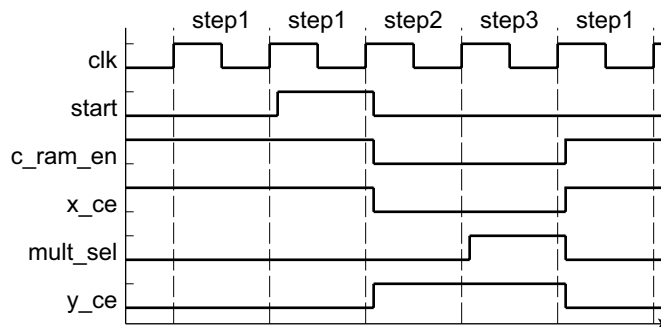 step1 step1 step2 step3 step1
clk
start
c_ram_en
x_ce
mult_sel
y_ce